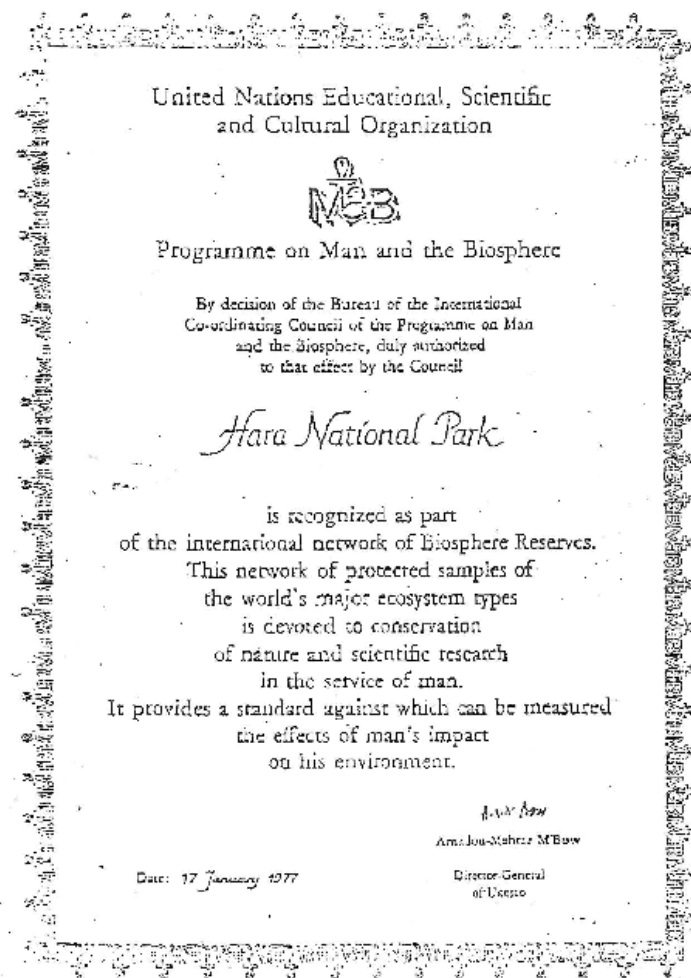 United Nations Educational, Scientific
and Cultural Organization
MAB
Programme on Man and the Biosphere
By decision of the Bureau of the International
Co-ordinating Council of the Programme on Man
and the Biosphere, duly authorized
to that effect by the Council
Hara National Park
is recognized as part
of the international network of Biosphere Reserves.
This network of protected samples of
the world's major ecosystem types
is devoted to conservation
of nature and scientific research
in the service of man.
It provides a standard against which can be measured
the effects of man's impact
on his environment.
Amadou-Mahtar M'Bow
Date: 17 January 1977
Director-General
of Unesco